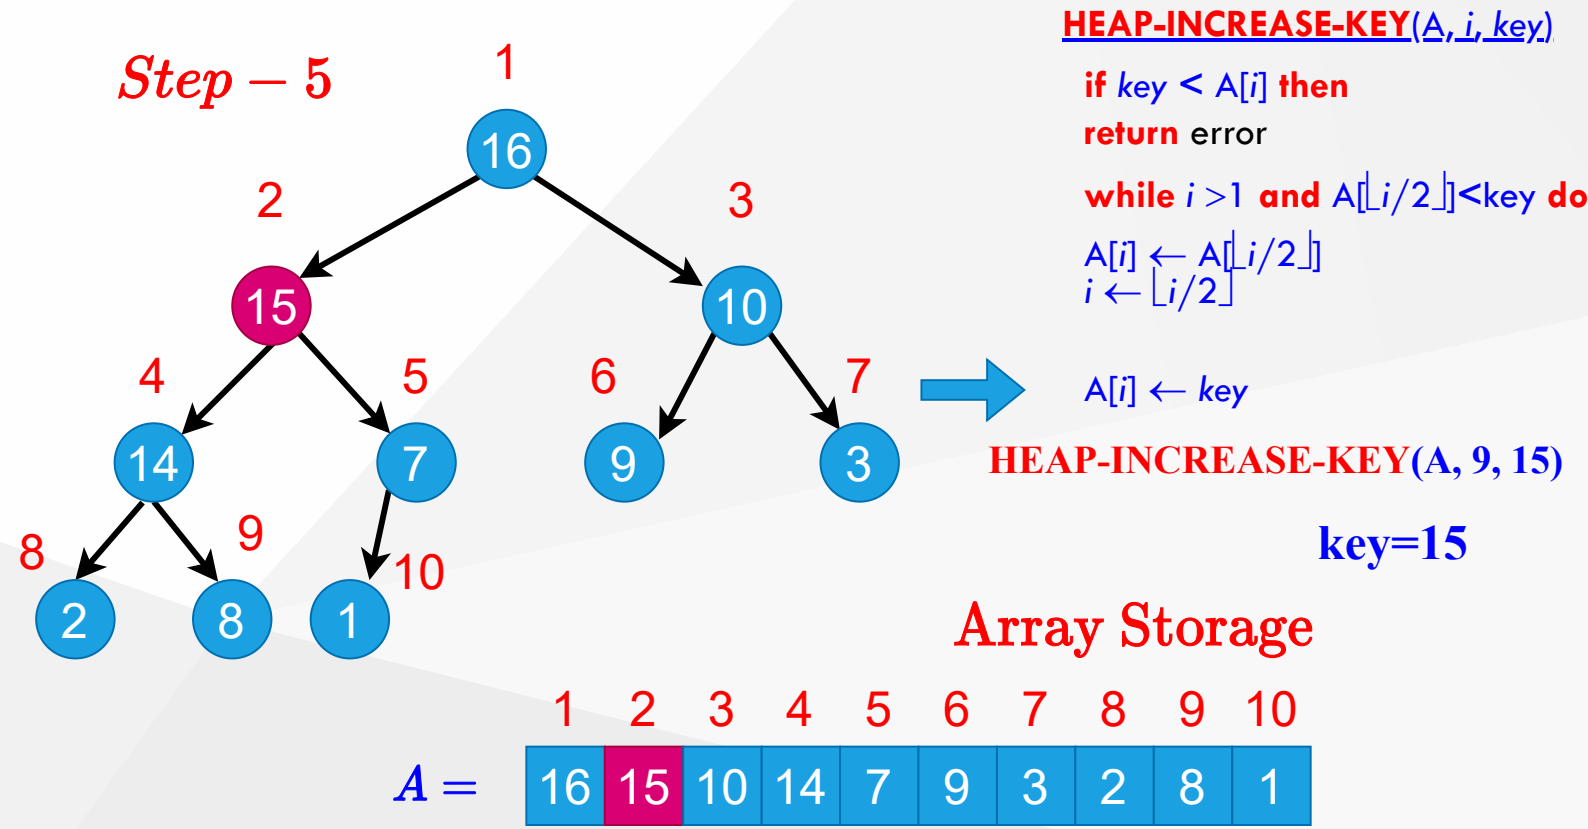 HEAP-INCREASE-KEY(A, i, key)
Step − 5
if key < A[i] then
return error
while i >1 and A[⌊i/2⌋]<key do
A[i] ← A[⌊i/2⌋]
i ← ⌊i/2⌋
A[i] ← key
HEAP-INCREASE-KEY(A, 9, 15)
key=15
1
16
2 3
15 10
4 5 6 7
14 7 9 3
8 9 10
2 8 1
Array Storage
1 2 3 4 5 6 7 8 9 10
A = 16 15 10 14 7 9 3 2 8 1